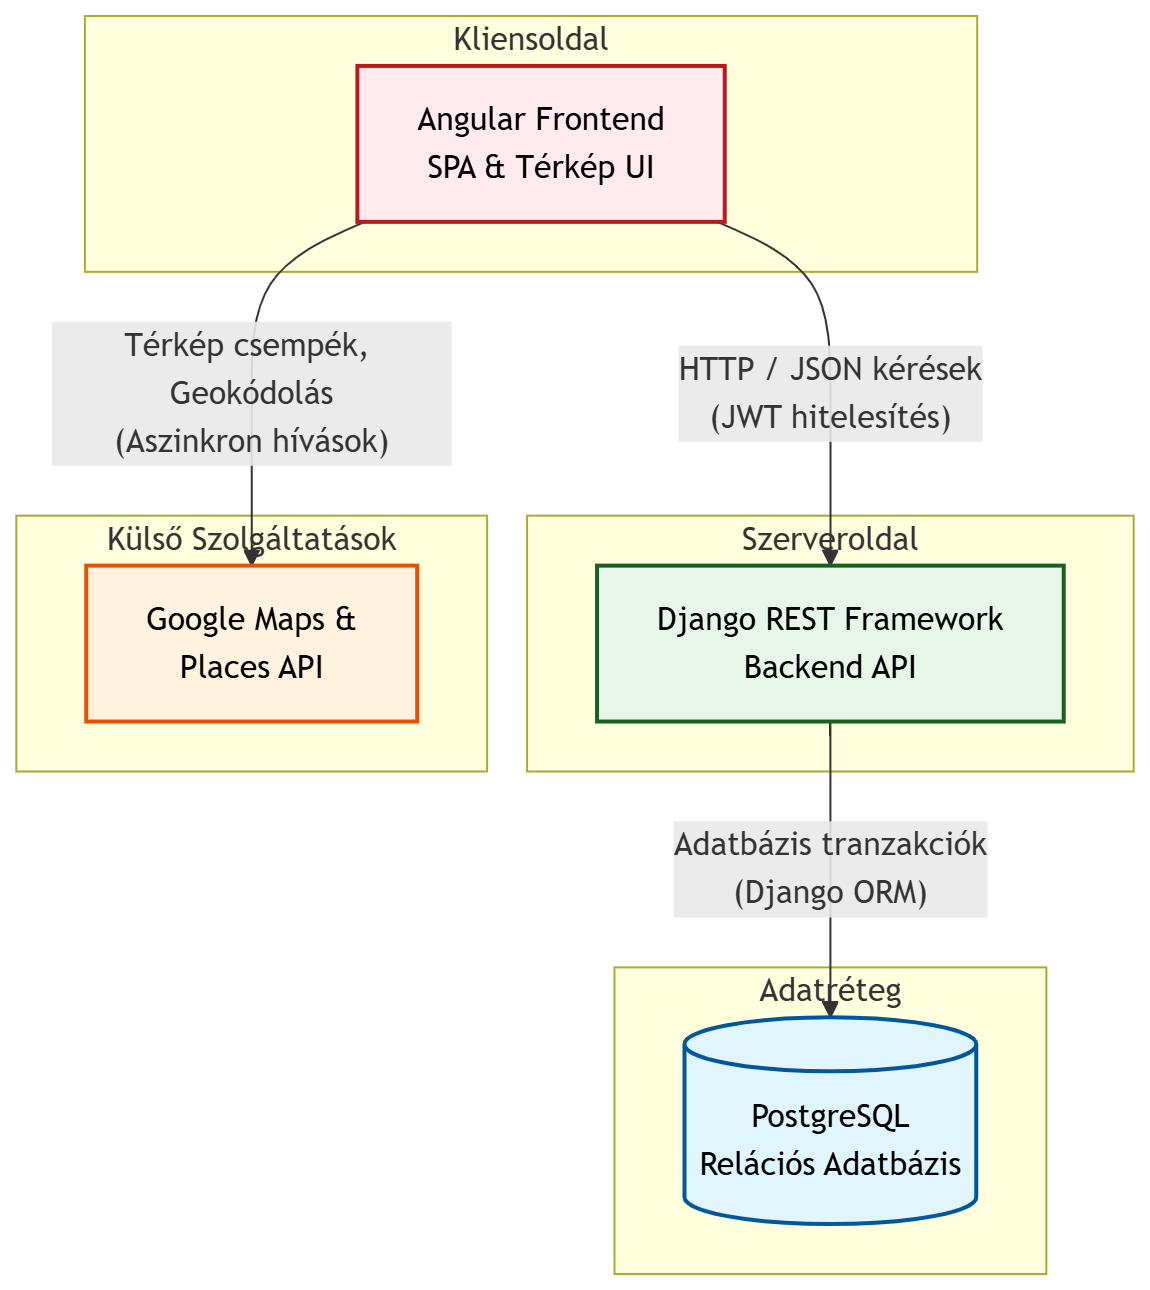 Kliensoldal
Angular Frontend
SPA & Térkép UI
Térkép csempék,
Geokódolás
(Aszinkron hívások)
HTTP / JSON kérések
(JWT hitelesítés)
Külső Szolgáltatások
Google Maps &
Places API
Szerveroldal
Django REST Framework
Backend API
Adatbázis tranzakciók
(Django ORM)
Adatréteg
PostgreSQL
Relációs Adatbázis